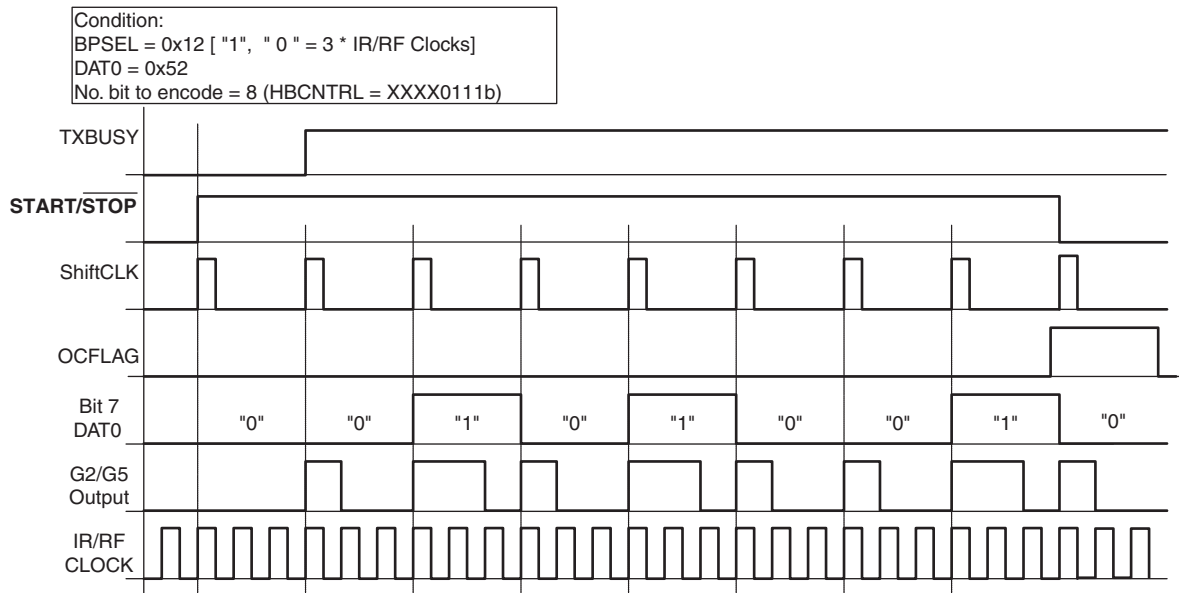 Condition:
BPSEL = 0x12 [ "1", " 0 " = 3 * IR/RF Clocks]
DAT0 = 0x52
No. bit to encode = 8 (HBCNTRL = XXXX0111b)
TXBUSY
START/STOP
ShiftCLK
OCFLAG
Bit 7
DAT0
"0" "0" "1" "0" "1" "0" "0" "1" "0"
G2/G5
Output
IR/RF
CLOCK